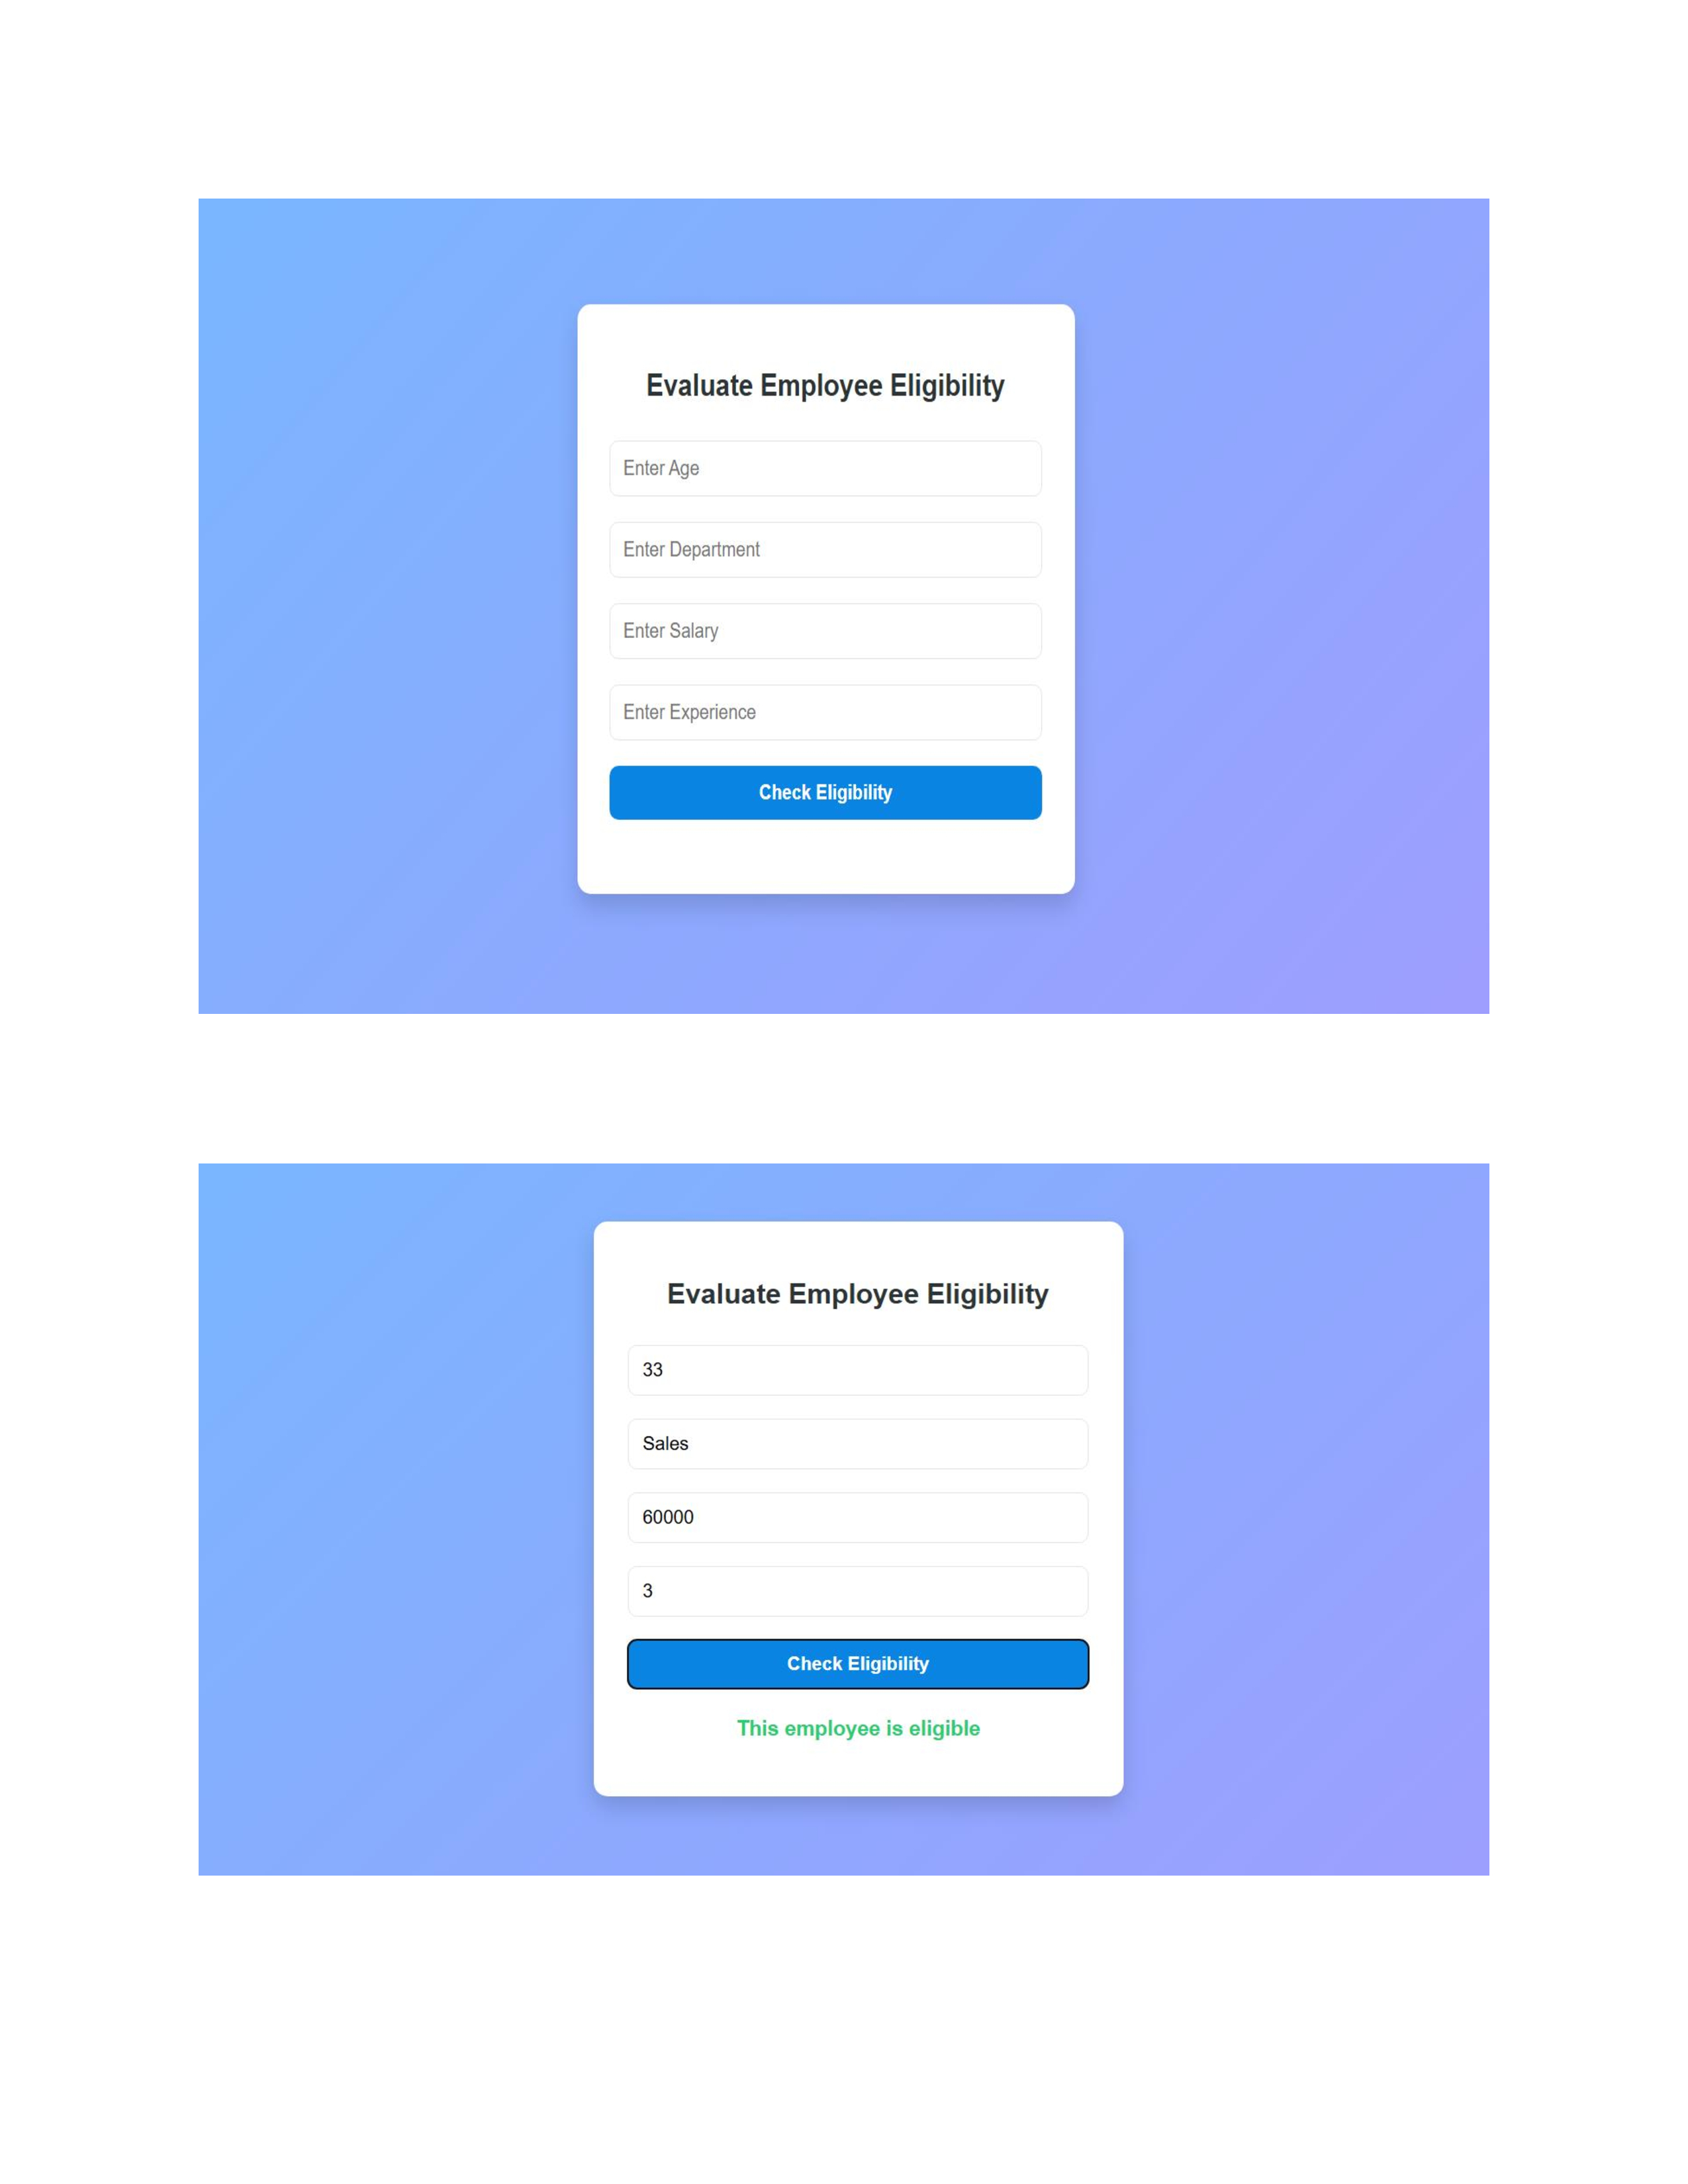 Evaluate Employee Eligibility
Enter Age
Enter Department
Enter Salary
Enter Experience
Check Eligibility
Evaluate Employee Eligibility
33
Sales
60000
3
Check Eligibility
This employee is eligible